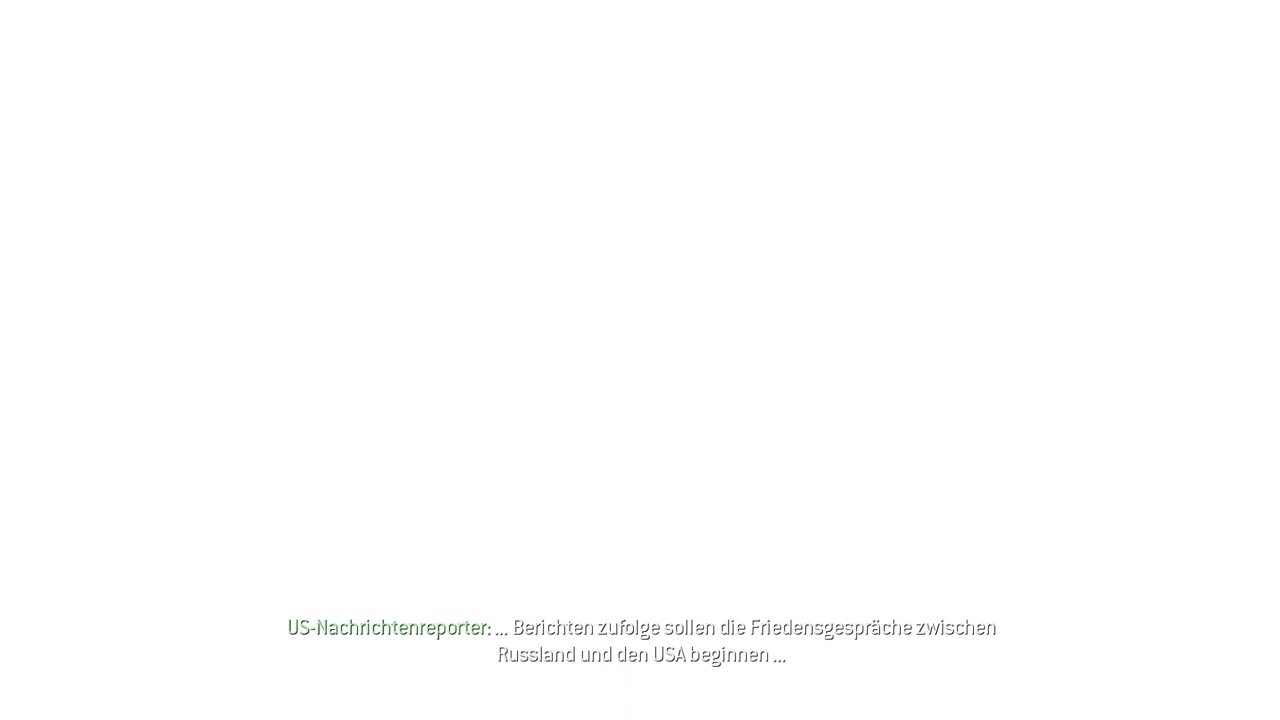 US-Nachrichtenreporter: ... Berichten zufolge sollen die Friedensgespräche zwischen
Russland und den USA beginnen ...